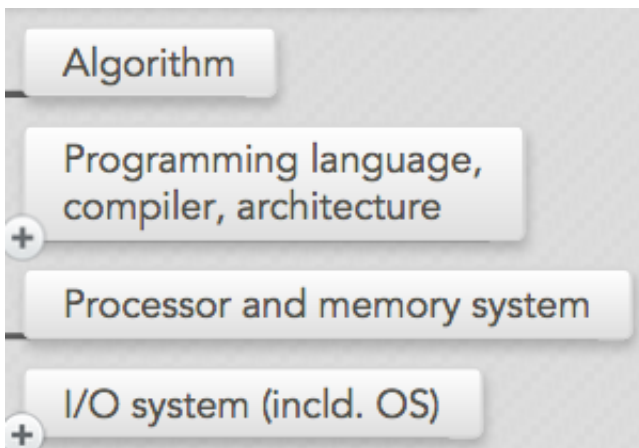 Algorithm
Programming language,
compiler, architecture
Processor and memory system
I/O system (incld. OS)